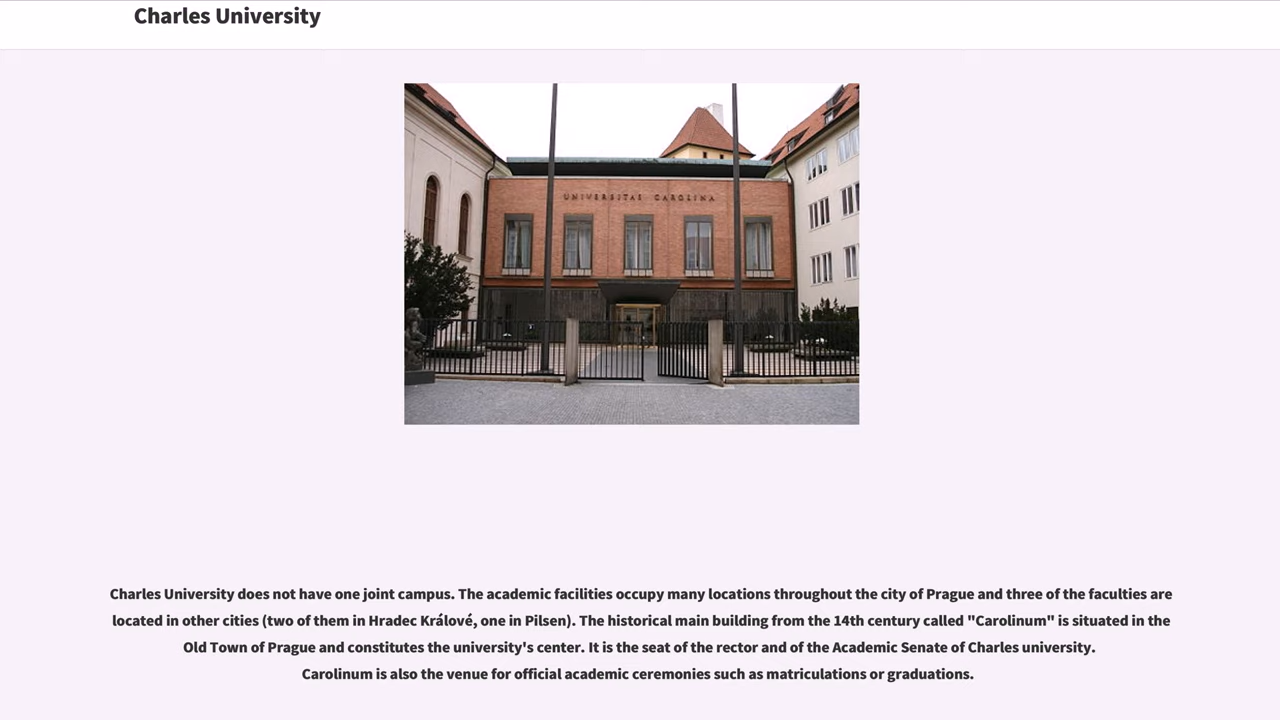 Charles University
UNIVERSITAS CAROLINA
Charles University does not have one joint campus. The academic facilities occupy many locations throughout the city of Prague and three of the faculties are
located in other cities (two of them in Hradec Králové, one in Pilsen). The historical main building from the 14th century called "Carolinum" is situated in the
Old Town of Prague and constitutes the university's center. It is the seat of the rector and of the Academic Senate of Charles university.
Carolinum is also the venue for official academic ceremonies such as matriculations or graduations.